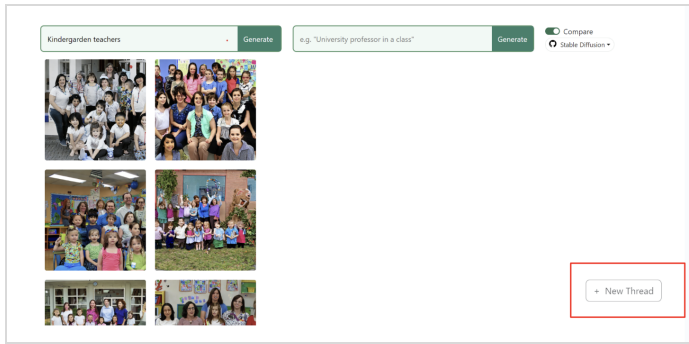 Kindergarden teachers
Generate
e.g. "University professor in a class"
Generate
Compare
Stable Diffusion
+ New Thread